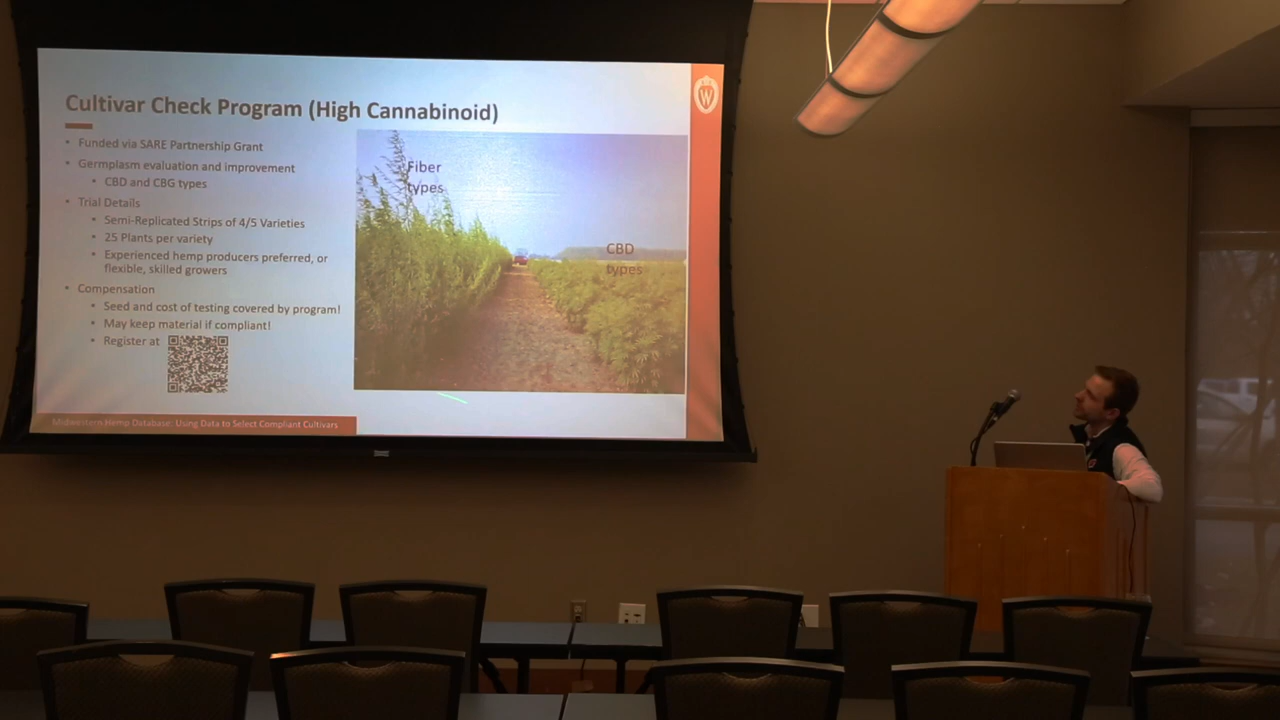 Cultivar Check Program (High Cannabinoid)
W
• Funded via SARE Partnership Grant
• Germplasm evaluation and improvement
• CBD and CBG types
• Trial Details
• Semi-Replicated Strips of 4/5 Varieties
• 25 Plants per variety
• Experienced hemp producers preferred, or
flexible, skilled growers
• Compensation
• Seed and cost of testing covered by program!
• May keep material if compliant!
• Register at
Fiber
types
CBD
types
Midwestern Hemp Database: Using Data to Select Compliant Cultivars